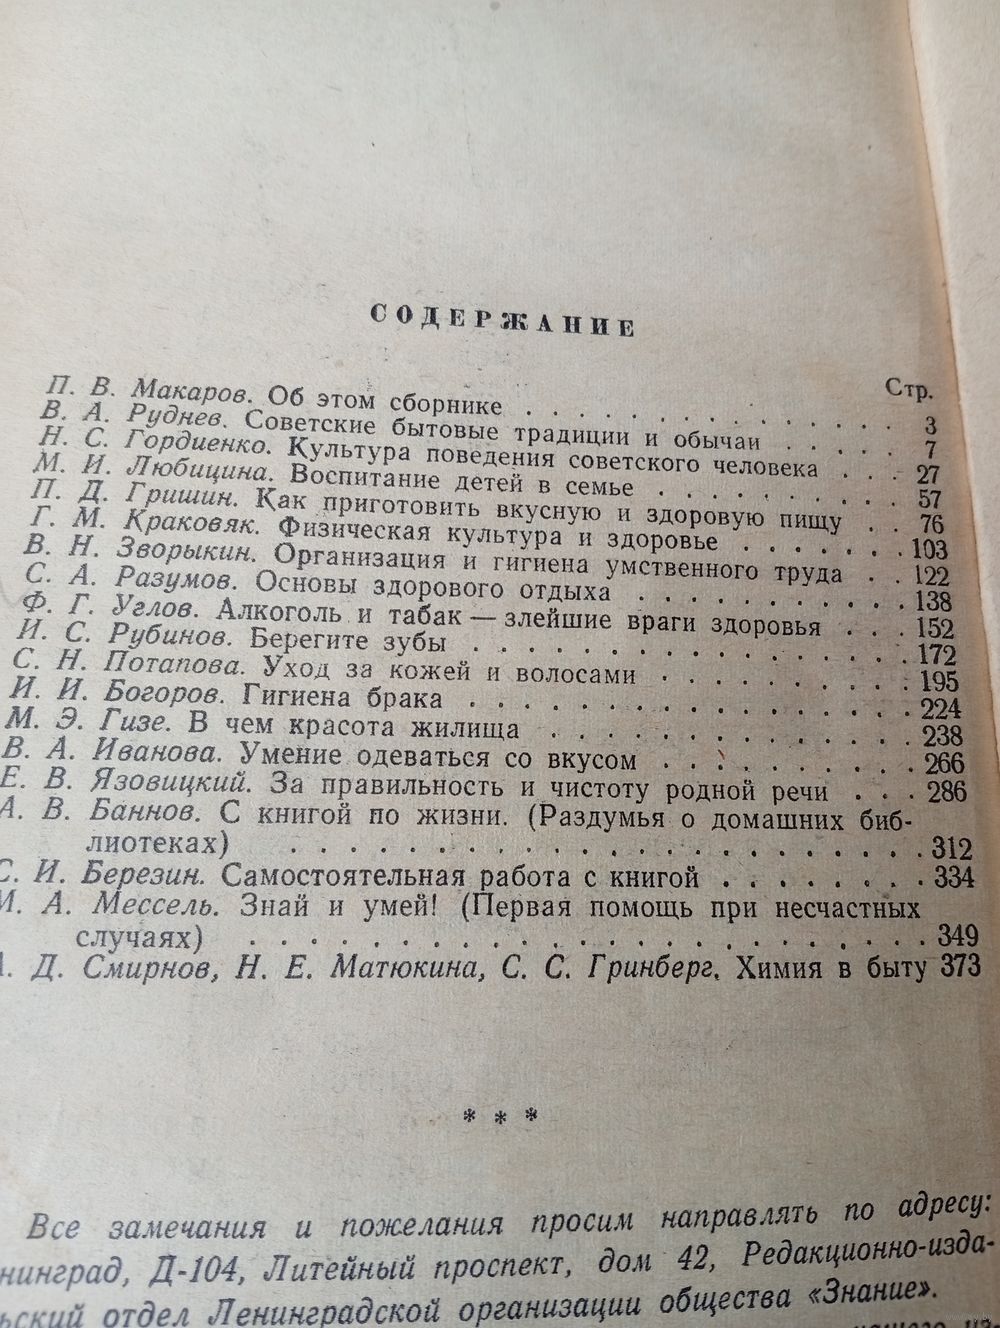 СОДЕРЖАНИЕ
Стр.
П. В. Макаров. Об этом сборнике . . . . . . . . . . . . 3
В. А. Руднев. Советские бытовые традиции и обычаи . . . . . 7
Н. С. Гордиенко. Культура поведения советского человека . . . 27
М. И. Любицина. Воспитание детей в семье . . . . . . . . . 57
П. Д. Гришин. Как приготовить вкусную и здоровую пищу . . 76
Г. М. Краковяк. Физическая культура и здоровье . . . . . . . 103
В. Н. Зворыкин. Организация и гигиена умственного труда . . 122
С. А. Разумов. Основы здорового отдыха . . . . . . . . . . 138
Ф. Г. Углов. Алкоголь и табак — злейшие враги здоровья . . . 152
И. С. Рубинов. Берегите зубы . . . . . . . . . . . . . . . 172
С. Н. Потапова. Уход за кожей и волосами . . . . . . . . . 195
И. И. Богоров. Гигиена брака . . . . . . . . . . . . . . . 224
М. Э. Гизе. В чем красота жилища . . . . . . . . . . . . . 238
В. А. Иванова. Умение одеваться со вкусом . . . . . . . . . 266
Е. В. Язовицкий. За правильность и чистоту родной речи . . . 286
А. В. Баннов. С книгой по жизни. (Раздумья о домашних биб-
лиотеках) . . . . . . . . . . . . . . . . . . . . . 312
С. И. Березин. Самостоятельная работа с книгой . . . . . . . . 334
М. А. Мессель. Знай и умей! (Первая помощь при несчастных
случаях) . . . . . . . . . . . . . . . . . . . . . . 349
Д. Смирнов, Н. Е. Матюкина, С. С. Гринберг. Химия в быту 373
* * *
Все замечания и пожелания просим направлять по адресу:
нинград, Д-104, Литейный проспект, дом 42, Редакционно-изда-
ьский отдел Ленинградской организации общества «Знание».